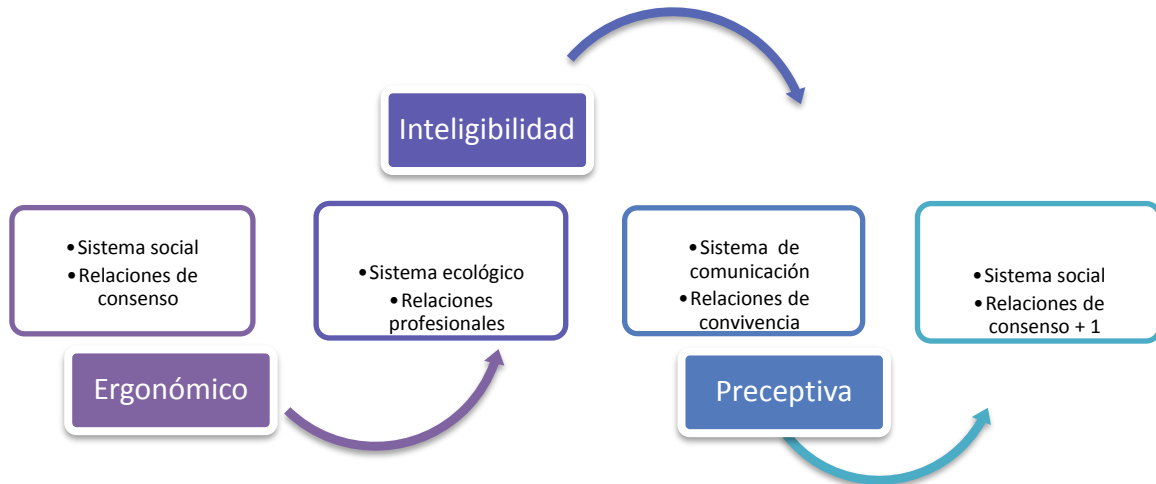 Inteligibilidad
•Sistema social
•Relaciones de
consenso
Ergonómico
•Sistema ecológico
•Relaciones
profesionales
•Sistema de
comunicación
•Relaciones de
convivencia
Preceptiva
•Sistema social
•Relaciones de
consenso + 1